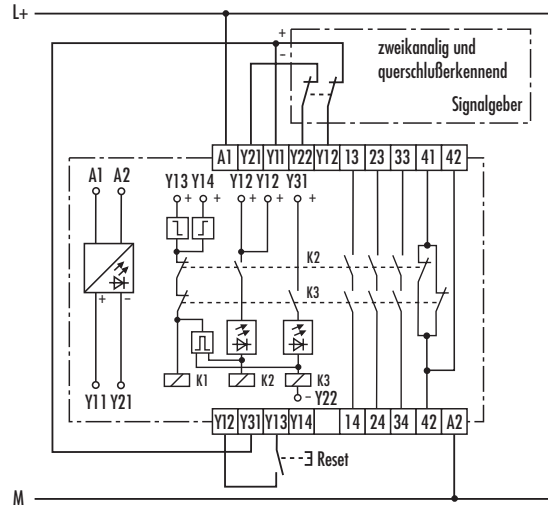 L+
+
−
zweikanalig und
querschlußerkennend
Signalgeber
A1 Y21 Y11 Y22 Y12 13 23 33 41 42
A1 A2 Y13 Y14 Y12 Y12 Y31
+ + + + +
K2
K3
+ −
K1 K2 K3
Y11 Y21 − Y22
Y12 Y31 Y13 Y14 14 24 34 42 A2
Reset
M